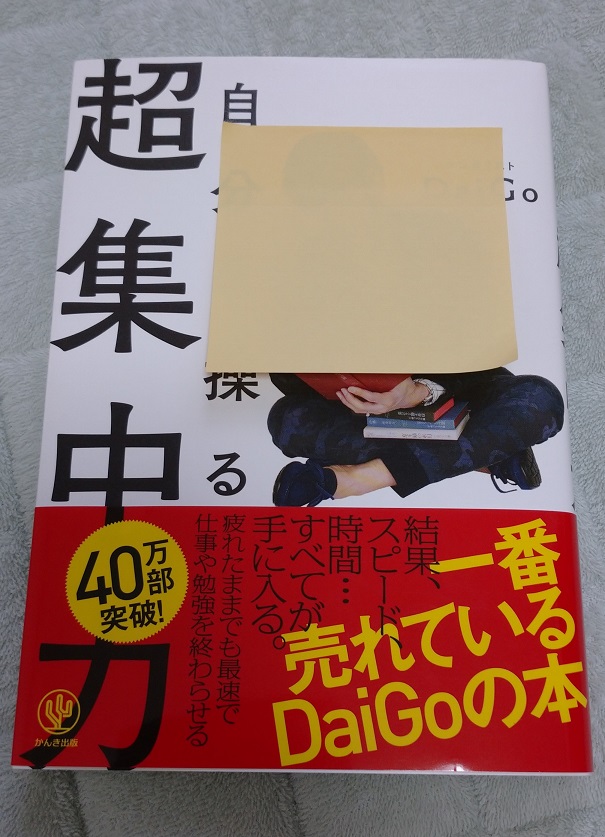 自
操る
超集中力
Go
一番
売れている
DaiGoの本
結果、
スピード、
時間…
すべてが
手に入る。
疲れたままでも最速で
仕事や勉強を終わらせる
40万部
突破!
かんき出版